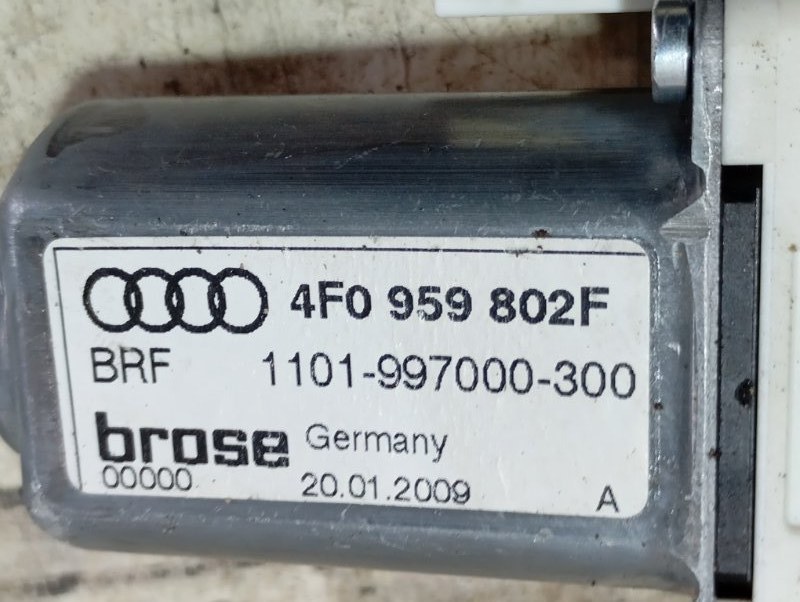 4F0 959 802F
BRF 1101-997000-300
brose Germany
00000 20.01.2009 A